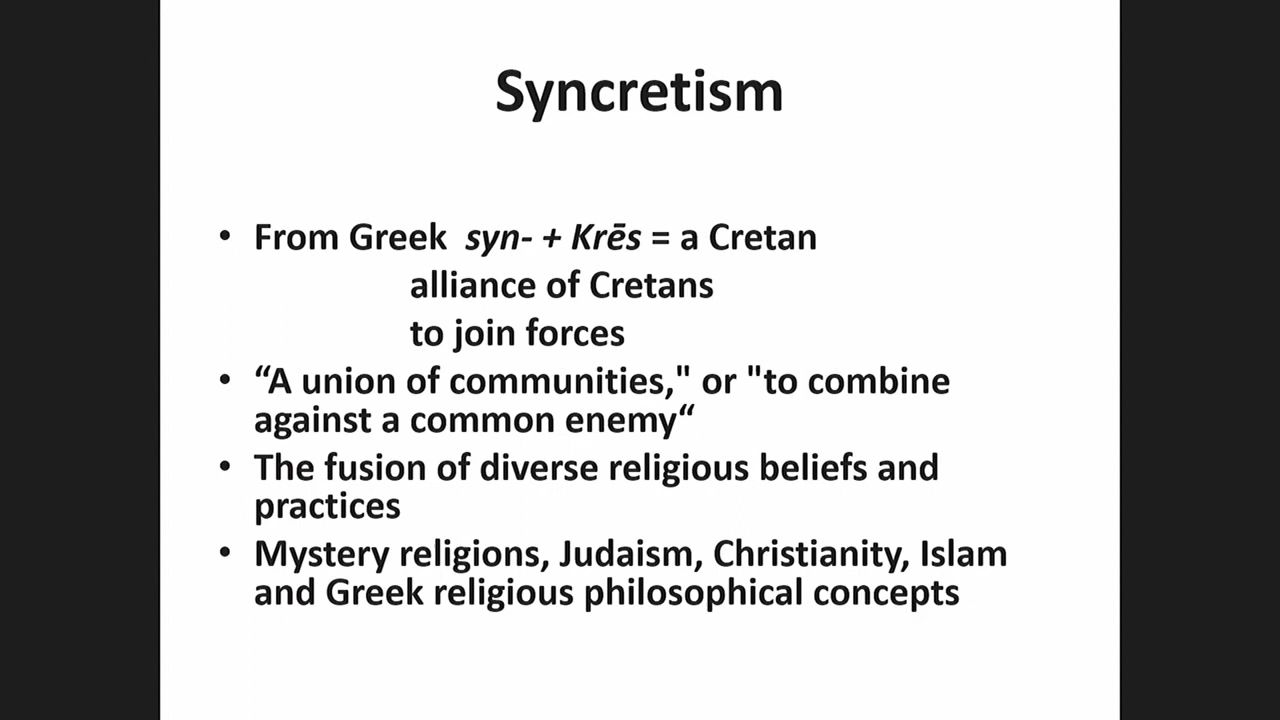 Syncretism
• From Greek syn- + Krēs = a Cretan
alliance of Cretans
to join forces
• “A union of communities," or "to combine
against a common enemy“
• The fusion of diverse religious beliefs and
practices
• Mystery religions, Judaism, Christianity, Islam
and Greek religious philosophical concepts